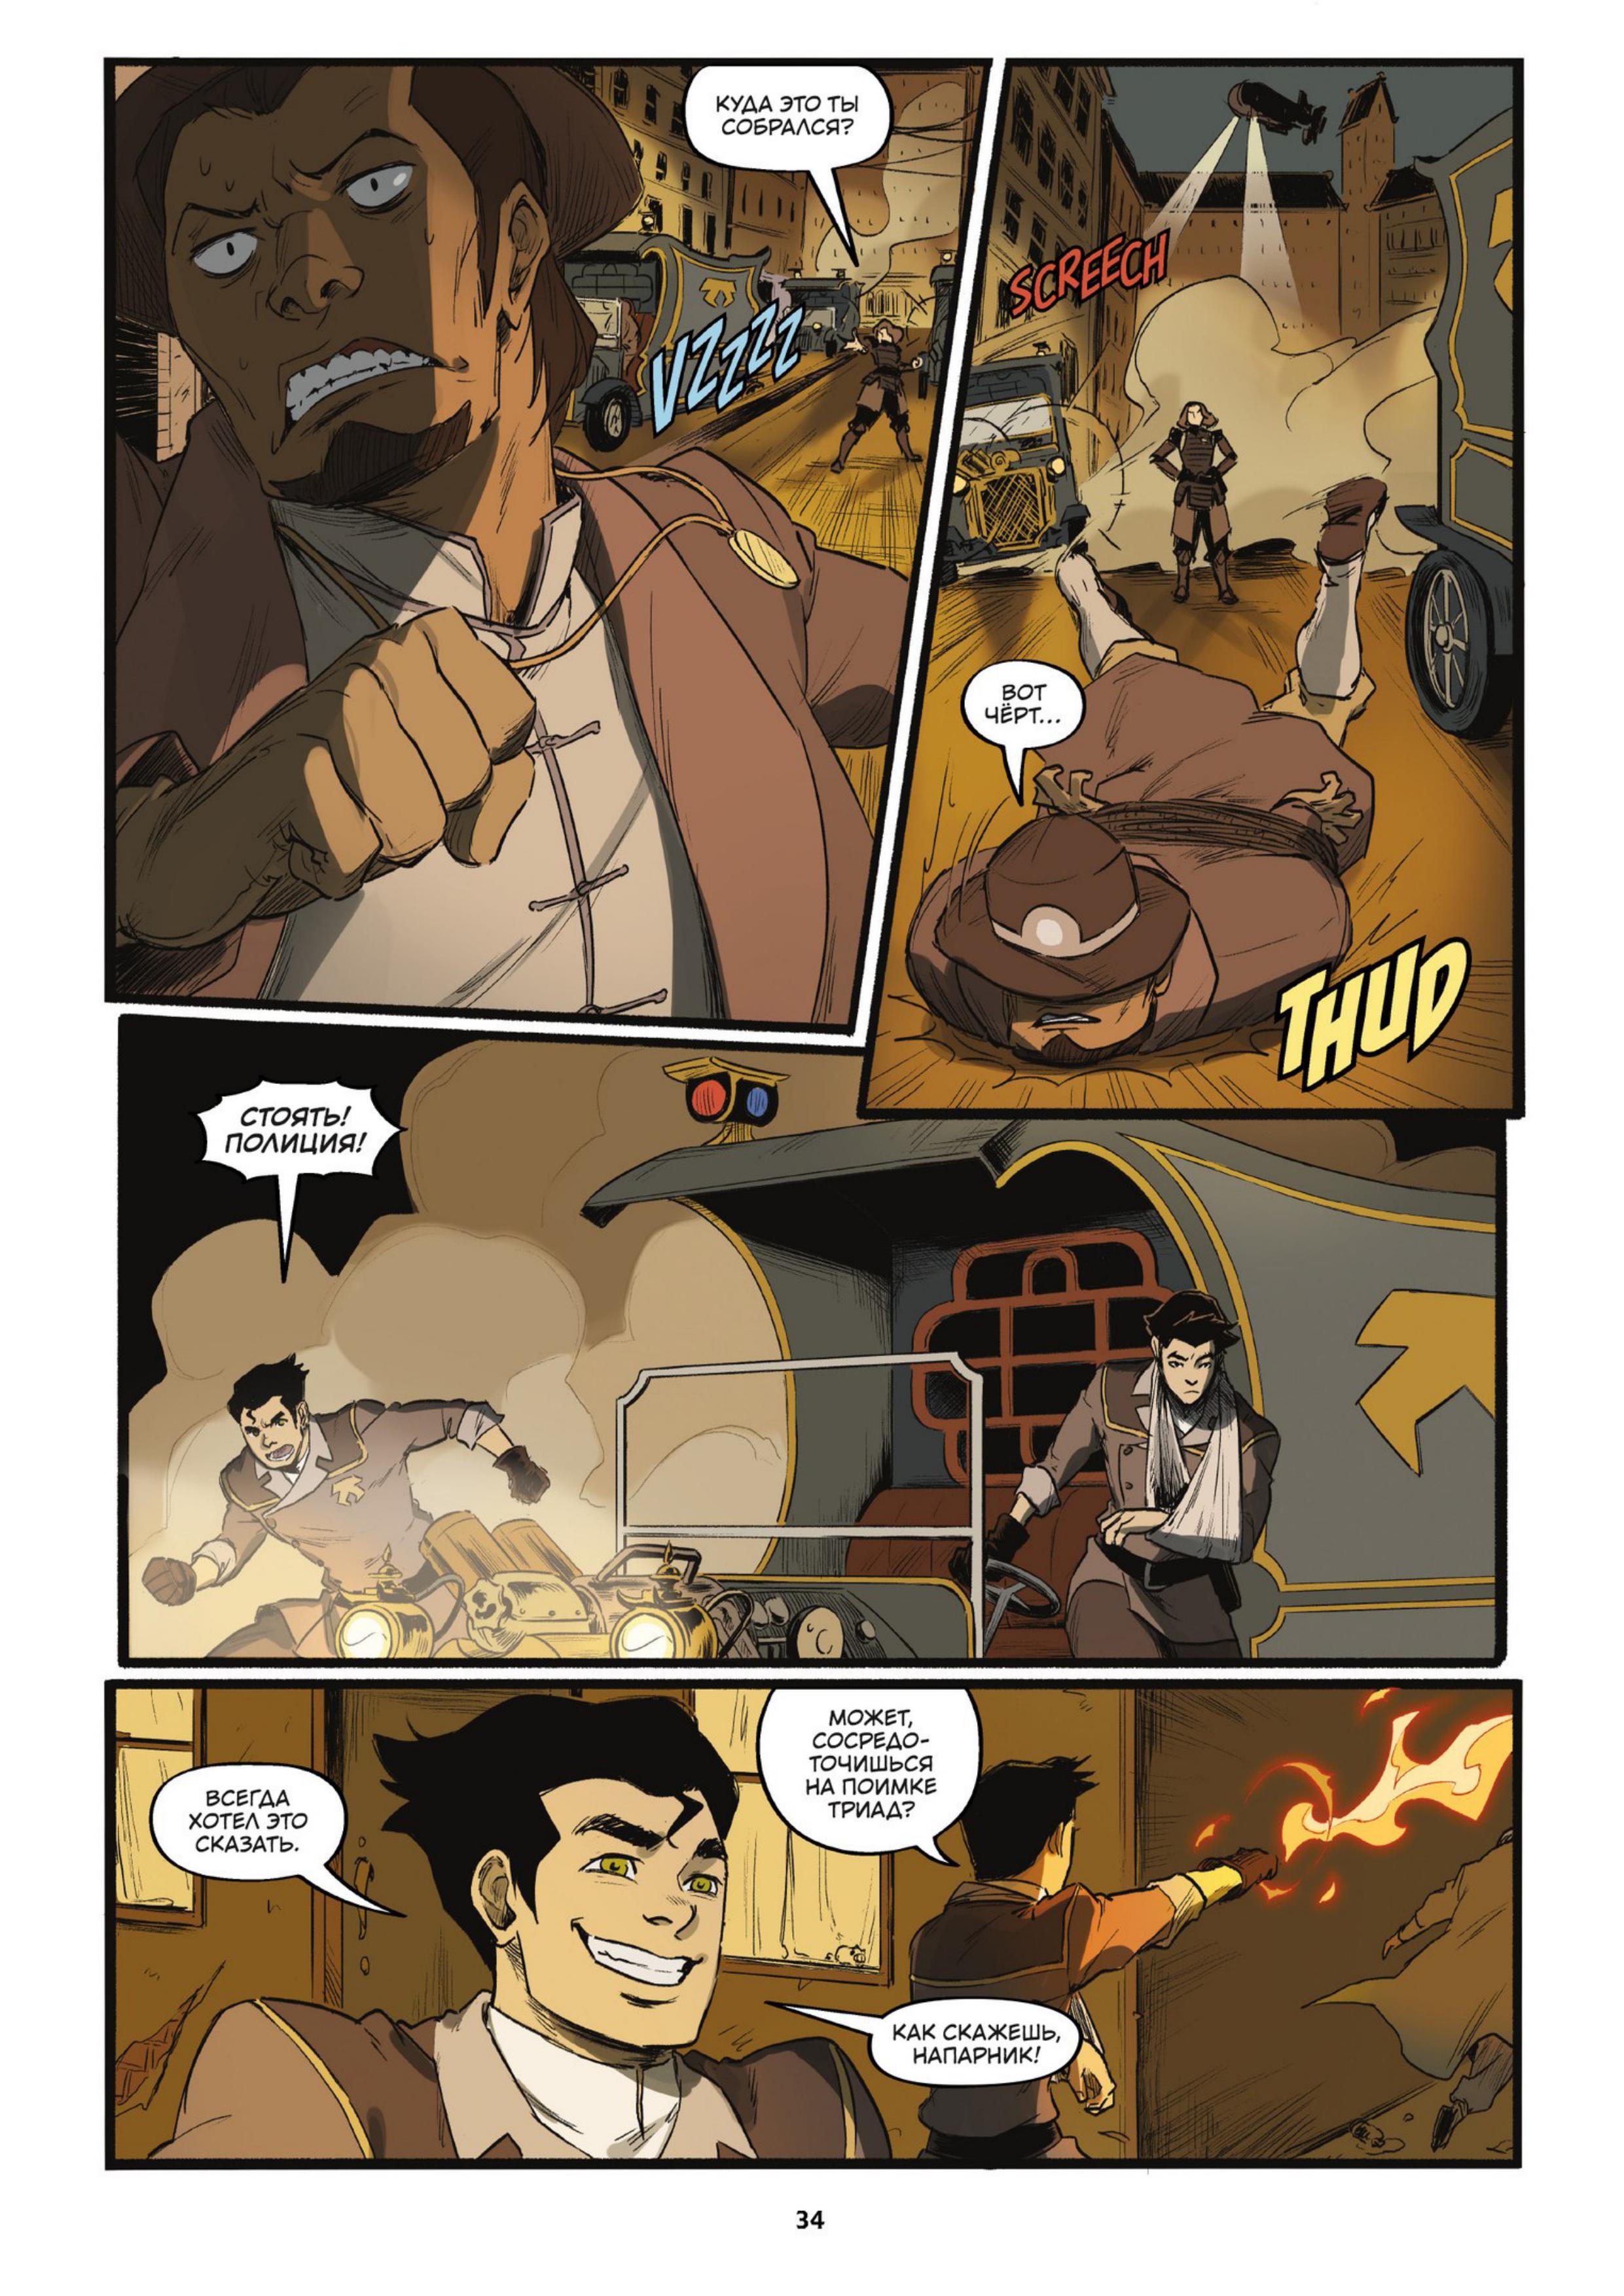 КУДА ЭТО ТЫ
СОБРАЛСЯ?
VZZZZ
SCREECH
ВОТ
ЧЁРТ...
THUD
СТОЯТЬ!
ПОЛИЦИЯ!
ВСЕГДА
ХОТЕЛ ЭТО
СКАЗАТЬ.
МОЖЕТ,
СОСРЕДО-
ТОЧИШЬСЯ
НА ПОИМКЕ
ТРИАД?
КАК СКАЖЕШЬ,
НАПАРНИК!
34